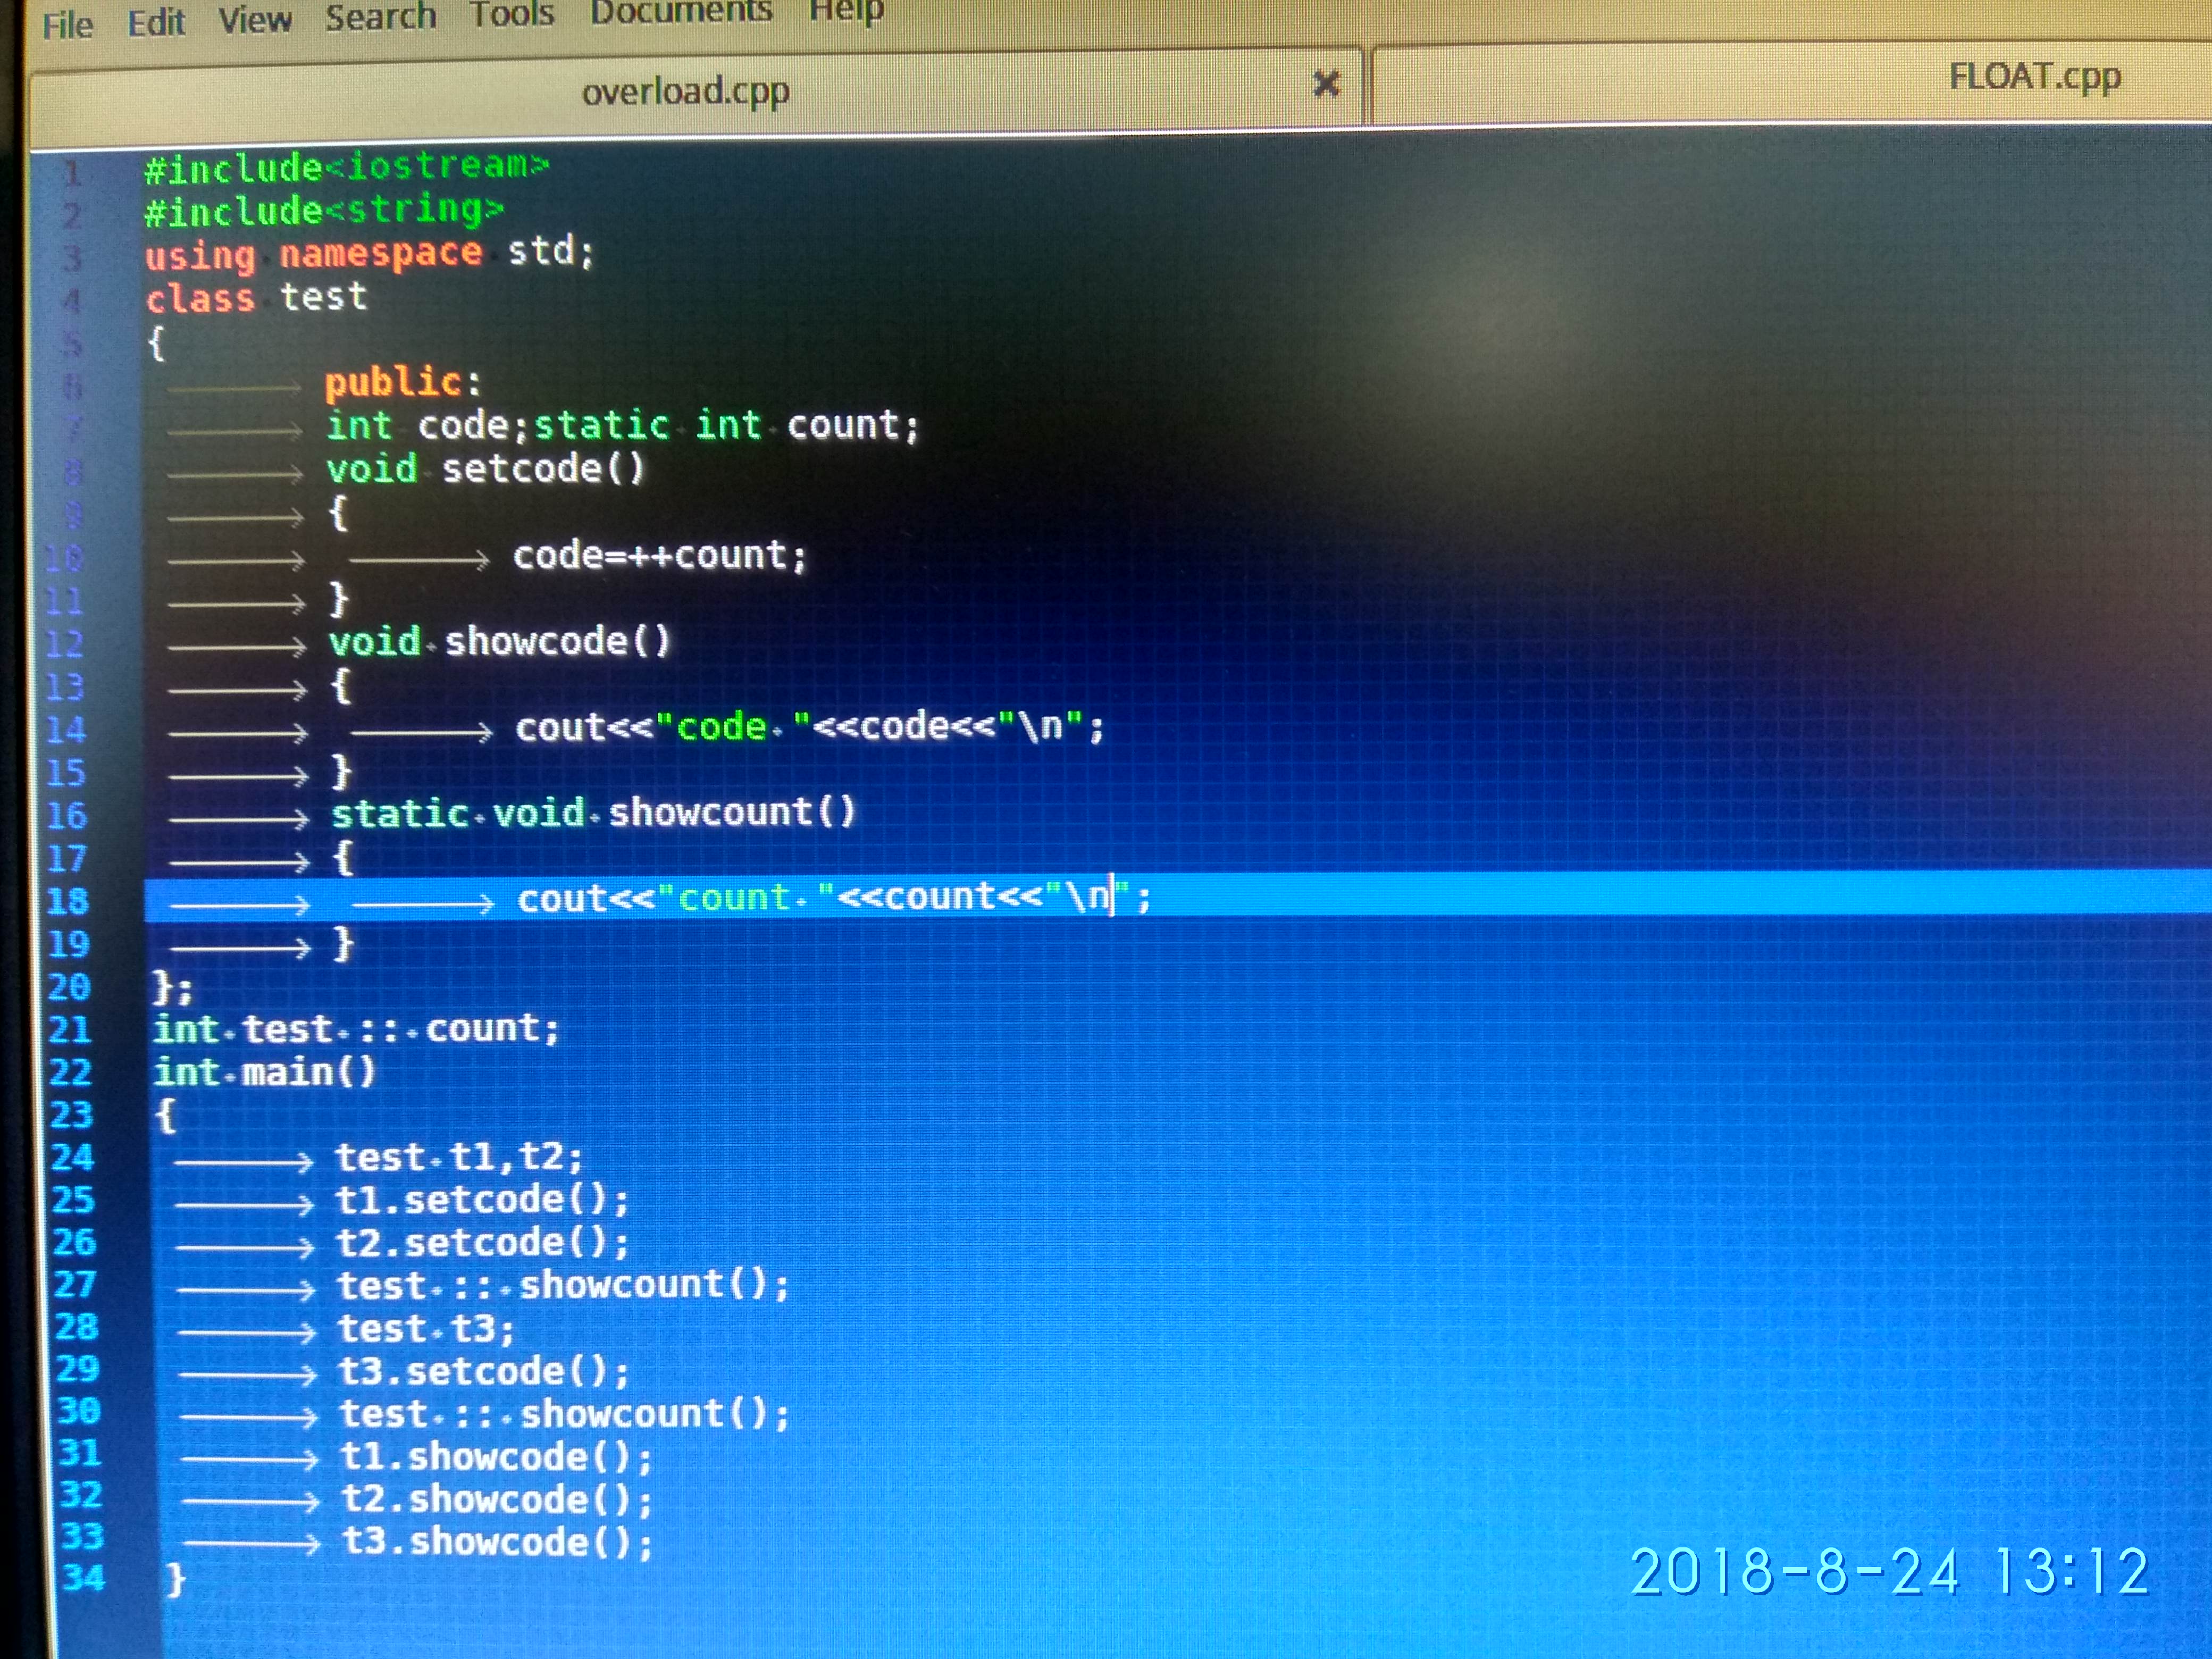 File Edit View Search Tools Documents Help
overload.cpp
FLOAT.cpp
1 #include<iostream>
2 #include<string>
3 using namespace std;
4 class test
5 {
6 public:
7 int code;static int count;
8 void setcode()
9 {
10 code=++count;
11 }
12 void showcode()
13 {
14 cout<<"code "<<code<<"\n";
15 }
16 static void showcount()
17 {
18 cout<<"count "<<count<<"\n";
19 }
20 };
21 int test :: count;
22 int main()
23 {
24 test t1,t2;
25 t1.setcode();
26 t2.setcode();
27 test :: showcount();
28 test t3;
29 t3.setcode();
30 test :: showcount();
31 t1.showcode();
32 t2.showcode();
33 t3.showcode();
34 }
2018-8-24 13:12